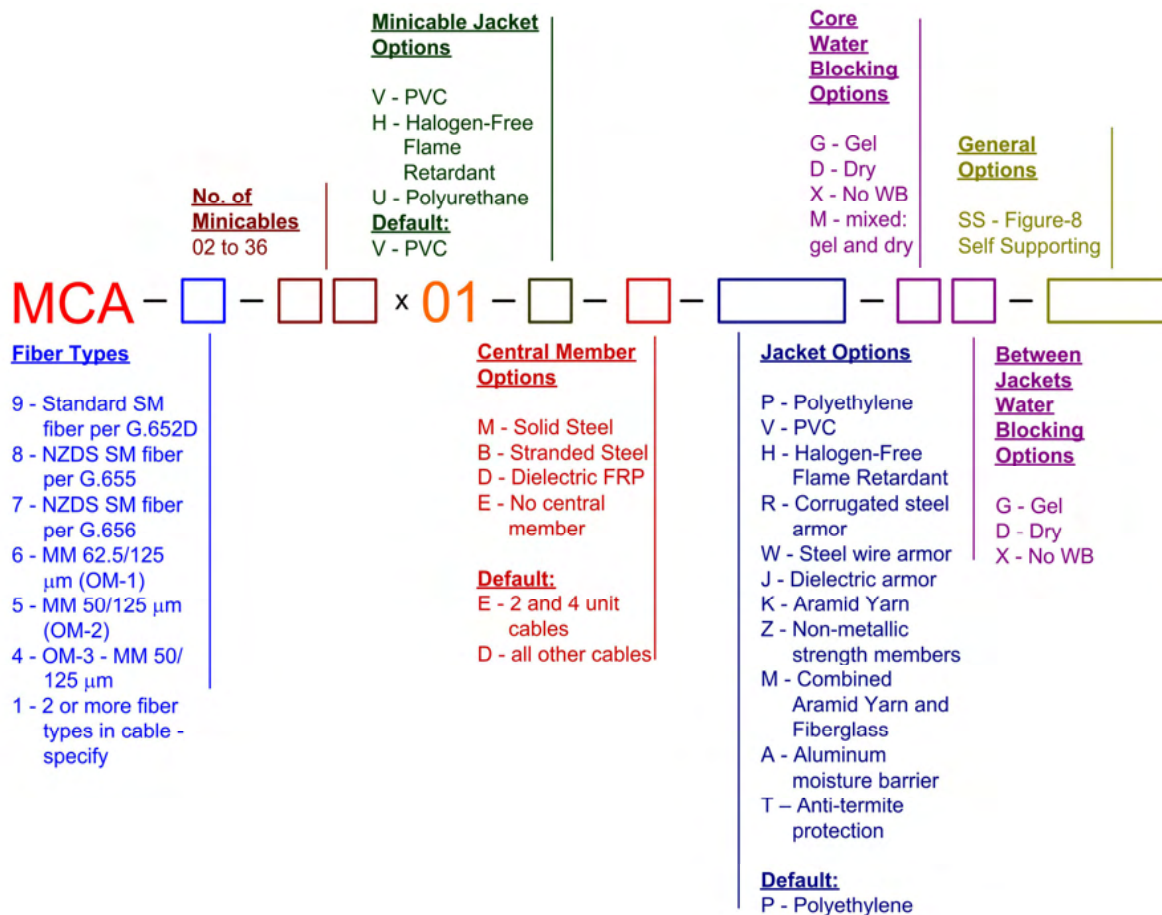 Minicable Jacket
Options
V - PVC
H - Halogen-Free
Flame
Retardant
U - Polyurethane
Default:
V - PVC
Core
Water
Blocking
Options
G - Gel
D - Dry
X - No WB
M - mixed:
gel and dry
General
Options
SS - Figure-8
Self Supporting
No. of
Minicables
02 to 36
MCA – – x 01 – – – – –
Fiber Types
9 - Standard SM
fiber per G.652D
8 - NZDS SM fiber
per G.655
7 - NZDS SM fiber
per G.656
6 - MM 62.5/125
μm (OM-1)
5 - MM 50/125 μm
(OM-2)
4 - OM-3 - MM 50/
125 μm
1 - 2 or more fiber
types in cable -
specify
Central Member
Options
M - Solid Steel
B - Stranded Steel
D - Dielectric FRP
E - No central
member
Default:
E - 2 and 4 unit
cables
D - all other cables
Jacket Options
P - Polyethylene
V - PVC
H - Halogen-Free
Flame Retardant
R - Corrugated steel
armor
W - Steel wire armor
J - Dielectric armor
K - Aramid Yarn
Z - Non-metallic
strength members
M - Combined
Aramid Yarn and
Fiberglass
A - Aluminum
moisture barrier
T – Anti-termite
protection
Default:
P - Polyethylene
Between
Jackets
Water
Blocking
Options
G - Gel
D - Dry
X - No WB